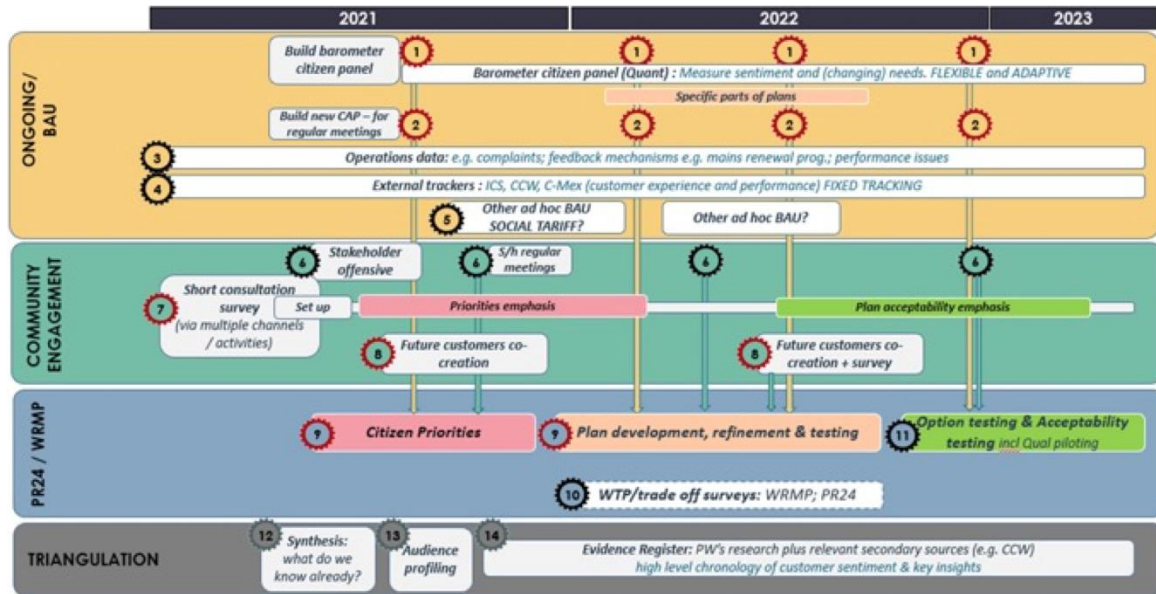 2021 2022 2023
ONGOING/
BAU
Build barometer
citizen panel
1 1 1 1
Barometer citizen panel (Quant) : Measure sentiment and (changing) needs. FLEXIBLE and ADAPTIVE
Specific parts of plans
Build new CAP – for
regular meetings
2 2 2 2
3 Operations data: e.g. complaints; feedback mechanisms e.g. mains renewal prog.; performance issues
4 External trackers : ICS, CCW, C-Mex (customer experience and performance) FIXED TRACKING
5 Other ad hoc BAU
SOCIAL TARIFF?
Other ad hoc BAU?
COMMUNITY
ENGAGEMENT
6 Stakeholder
offensive
6 S/h regular
meetings
6 6
7 Short consultation
survey
(via multiple channels
/ activities)
Set up
Priorities emphasis
Plan acceptability emphasis
8 Future customers co-
creation
8 Future customers co-
creation + survey
PR24 / WRMP
9 Citizen Priorities
9 Plan development, refinement & testing
11 Option testing & Acceptability
testing incl Qual piloting
10 WTP/trade off surveys: WRMP; PR24
TRIANGULATION
12 Synthesis:
what do we
know already?
13 Audience
profiling
14 Evidence Register: PW's research plus relevant secondary sources (e.g. CCW)
high level chronology of customer sentiment & key insights